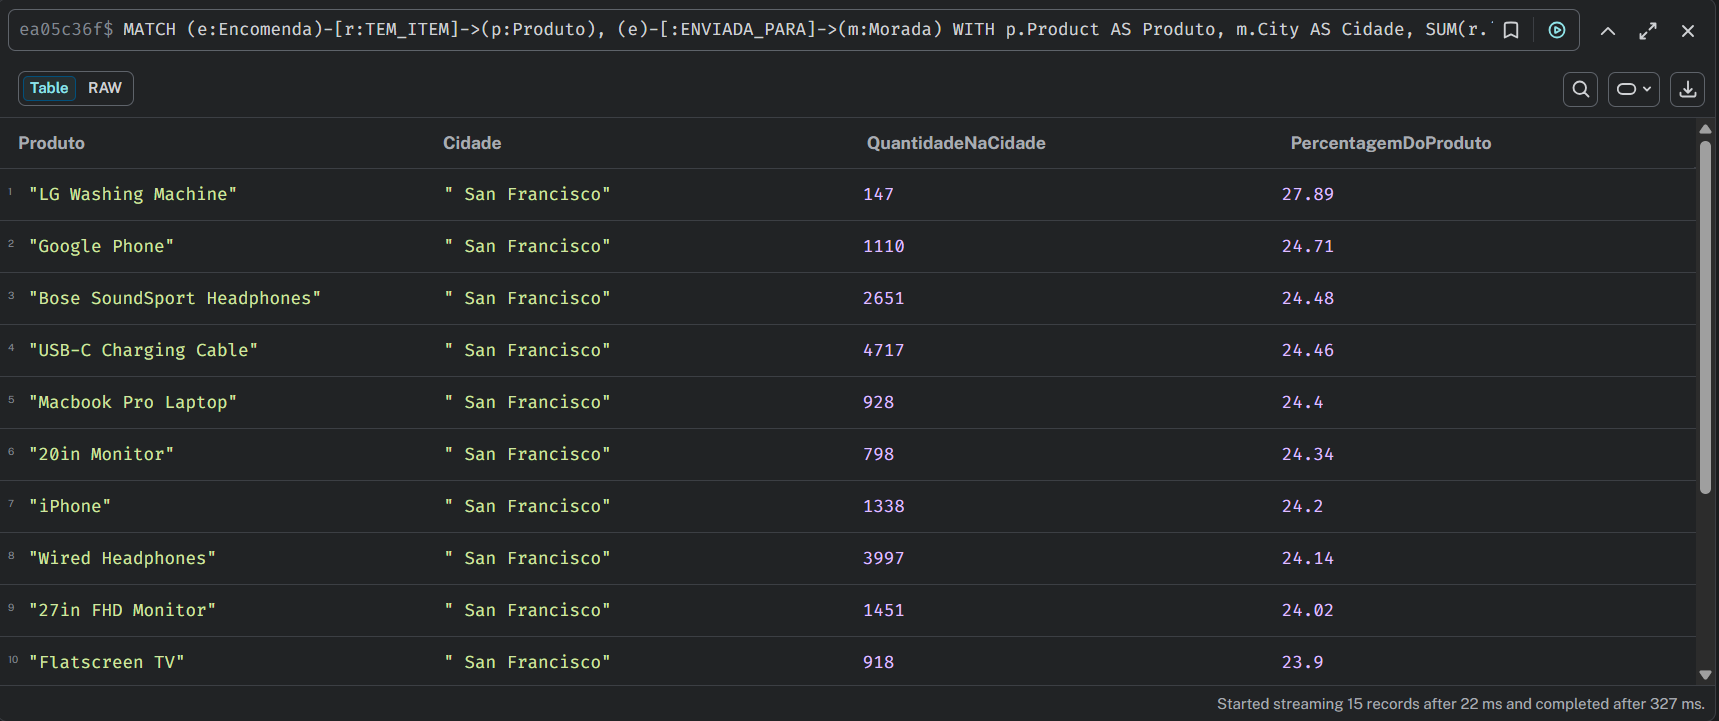 ea05c36f$ MATCH (e:Encomenda)-[r:TEM_ITEM]->(p:Produto), (e)-[:ENVIADA_PARA]->(m:Morada) WITH p.Product AS Produto, m.City AS Cidade, SUM(r.
Table RAW
Produto Cidade QuantidadeNaCidade PercentagemDoProduto
1 "LG Washing Machine" " San Francisco" 147 27.89
2 "Google Phone" " San Francisco" 1110 24.71
3 "Bose SoundSport Headphones" " San Francisco" 2651 24.48
4 "USB-C Charging Cable" " San Francisco" 4717 24.46
5 "Macbook Pro Laptop" " San Francisco" 928 24.4
6 "20in Monitor" " San Francisco" 798 24.34
7 "iPhone" " San Francisco" 1338 24.2
8 "Wired Headphones" " San Francisco" 3997 24.14
9 "27in FHD Monitor" " San Francisco" 1451 24.02
10 "Flatscreen TV" " San Francisco" 918 23.9
Started streaming 15 records after 22 ms and completed after 327 ms.